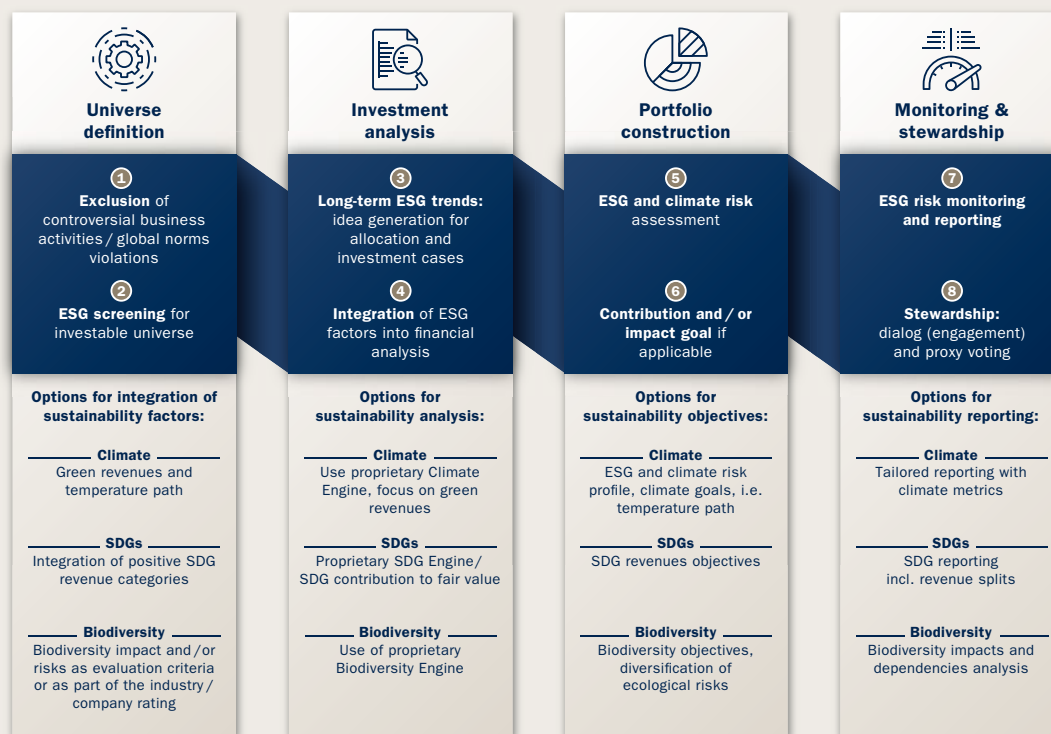 Universe
definition
1
Exclusion of
controversial business
activities / global norms
violations
2
ESG screening for
investable universe
Options for integration of
sustainability factors:
Climate
Green revenues and
temperature path
SDGs
Integration of positive SDG
revenue categories
Biodiversity
Biodiversity impact and / or
risks as evaluation criteria
or as part of the industry /
company rating
Investment
analysis
3
Long-term ESG trends:
idea generation for
allocation and
investment cases
4
Integration of ESG
factors into financial
analysis
Options for
sustainability analysis:
Climate
Use proprietary Climate
Engine, focus on green
revenues
SDGs
Proprietary SDG Engine /
SDG contribution to fair value
Biodiversity
Use of proprietary
Biodiversity Engine
Portfolio
construction
5
ESG and climate risk
assessment
6
Contribution and / or
impact goal if
applicable
Options for
sustainability objectives:
Climate
ESG and climate risk
profile, climate goals, i.e.
temperature path
SDGs
SDG revenues objectives
Biodiversity
Biodiversity objectives,
diversification of
ecological risks
Monitoring &
stewardship
7
ESG risk monitoring
and reporting
8
Stewardship:
dialog (engagement)
and proxy voting
Options for
sustainability reporting:
Climate
Tailored reporting with
climate metrics
SDGs
SDG reporting
incl. revenue splits
Biodiversity
Biodiversity impacts and
dependencies analysis